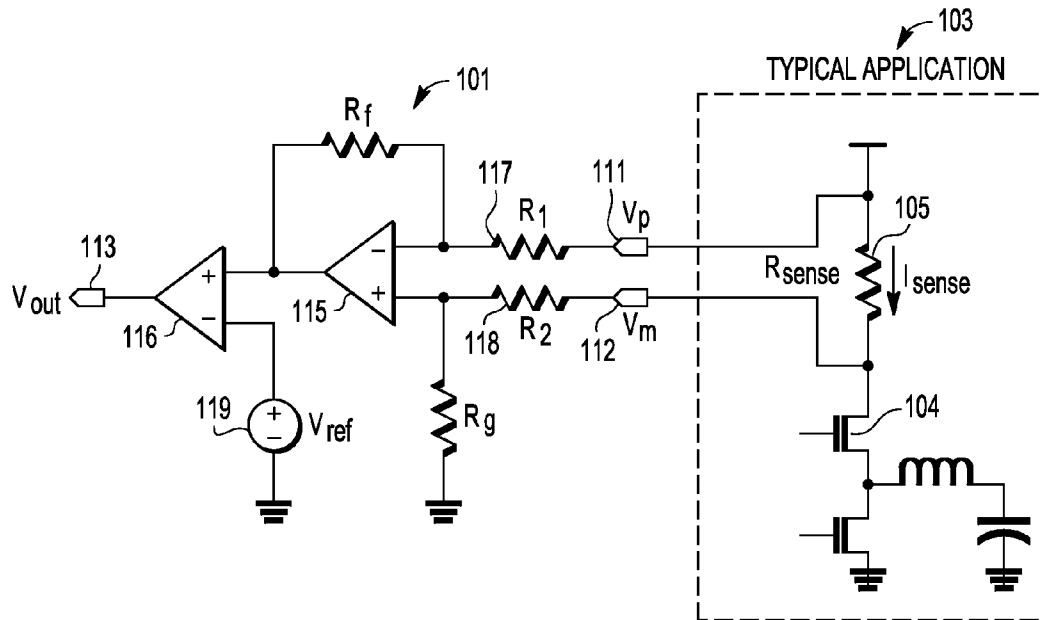 103
TYPICAL APPLICATION
101
Rf
117
111
R1
Vp
105
Rsense
Isense
113
Vout
116
115
118
R2
112
Vm
104
119
Vref
Rg
+
−
−
+
+
−